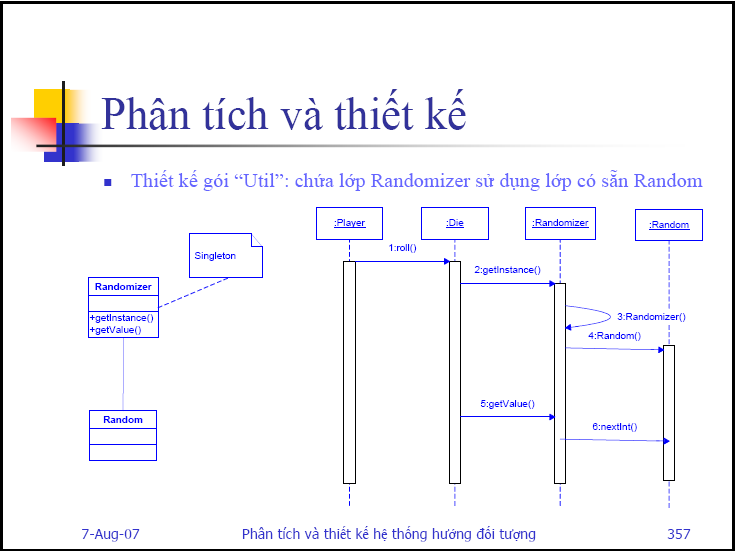 Phân tích và thiết kế
Thiết kế gói “Util”: chứa lớp Randomizer sử dụng lớp có sẵn Random
:Player
:Die
:Randomizer
:Random
Singleton
1:roll()
2:getInstance()
Randomizer
+getInstance()
+getValue()
3:Randomizer()
4:Random()
5:getValue()
Random
6:nextInt()
7-Aug-07
Phân tích và thiết kế hệ thống hướng đối tượng
357